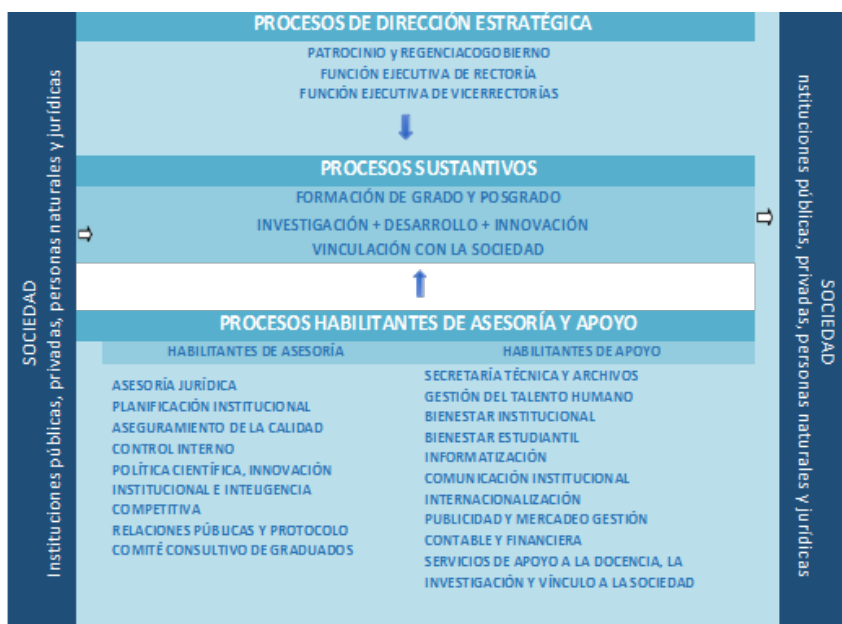 SOCIEDAD
Instituciones públicas, privadas, personas naturales y jurídicas
PROCESOS DE DIRECCIÓN ESTRATÉGICA
PATROCINIO y REGENCIACOGOBIERNO
FUNCIÓN EJECUTIVA DE RECTORÍA
FUNCIÓN EJECUTIVA DE VICERRECTORÍAS
PROCESOS SUSTANTIVOS
FORMACIÓN DE GRADO Y POSGRADO
INVESTIGACIÓN + DESARROLLO + INNOVACIÓN
VINCULACIÓN CON LA SOCIEDAD
PROCESOS HABILITANTES DE ASESORÍA Y APOYO
HABILITANTES DE ASESORÍA
ASESORÍA JURÍDICA
PLANIFICACIÓN INSTITUCIONAL
ASEGURAMIENTO DE LA CALIDAD
CONTROL INTERNO
POLÍTICA CIENTÍFICA, INNOVACIÓN
INSTITUCIONAL E INTELIGENCIA
COMPETITIVA
RELACIONES PÚBLICAS Y PROTOCOLO
COMITÉ CONSULTIVO DE GRADUADOS
HABILITANTES DE APOYO
SECRETARÍA TÉCNICA Y ARCHIVOS
GESTIÓN DEL TALENTO HUMANO
BIENESTAR INSTITUCIONAL
BIENESTAR ESTUDIANTIL
INFORMATIZACIÓN
COMUNICACIÓN INSTITUCIONAL
INTERNACIONALIZACIÓN
PUBLICIDAD Y MERCADEO GESTIÓN
CONTABLE Y FINANCIERA
SERVICIOS DE APOYO A LA DOCENCIA, LA
INVESTIGACIÓN Y VÍNCULO A LA SOCIEDAD
SOCIEDAD
nstituciones públicas, privadas, personas naturales y jurídicas